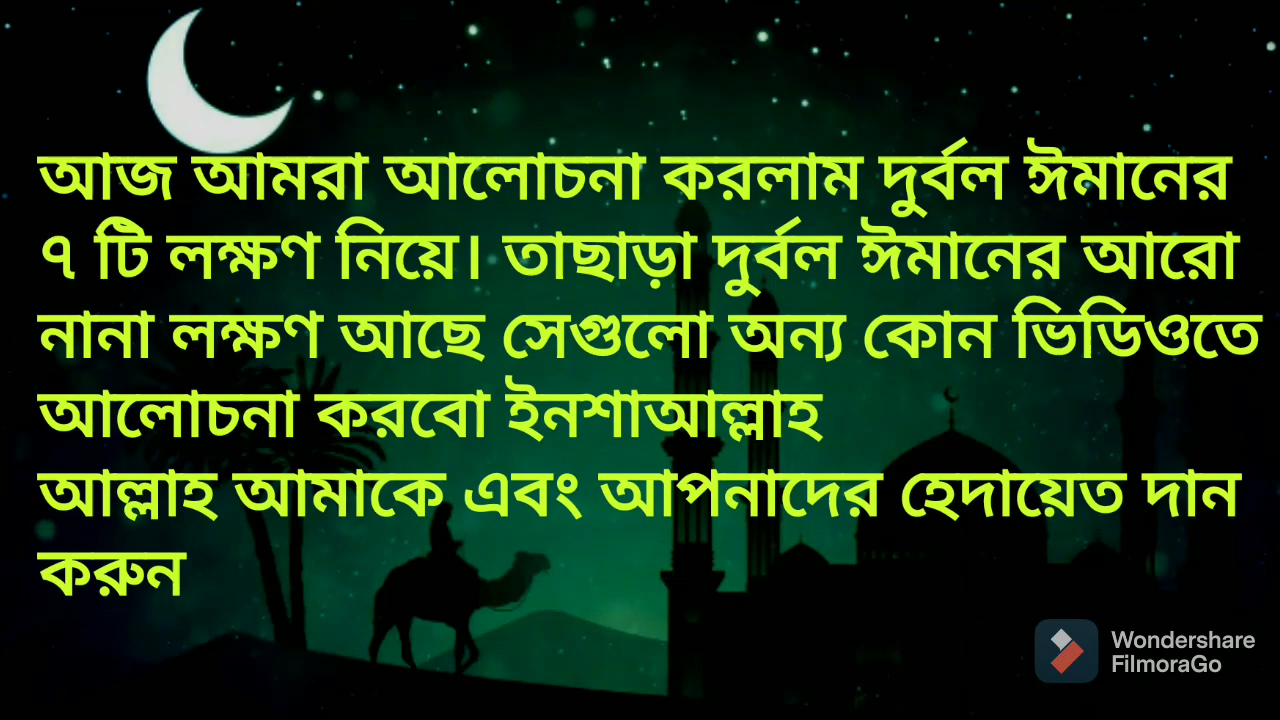 আজ আমরা আলোচনা করলাম দুর্বল ঈমানের
৭ টি লক্ষণ নিয়ে। তাছাড়া দুর্বল ঈমানের আরো
নানা লক্ষণ আছে সেগুলো অন্য কোন ভিডিওতে
আলোচনা করবো ইনশাআল্লাহ
আল্লাহ আমাকে এবং আপনাদের হেদায়েত দান
করুন
Wondershare
FilmoraGo